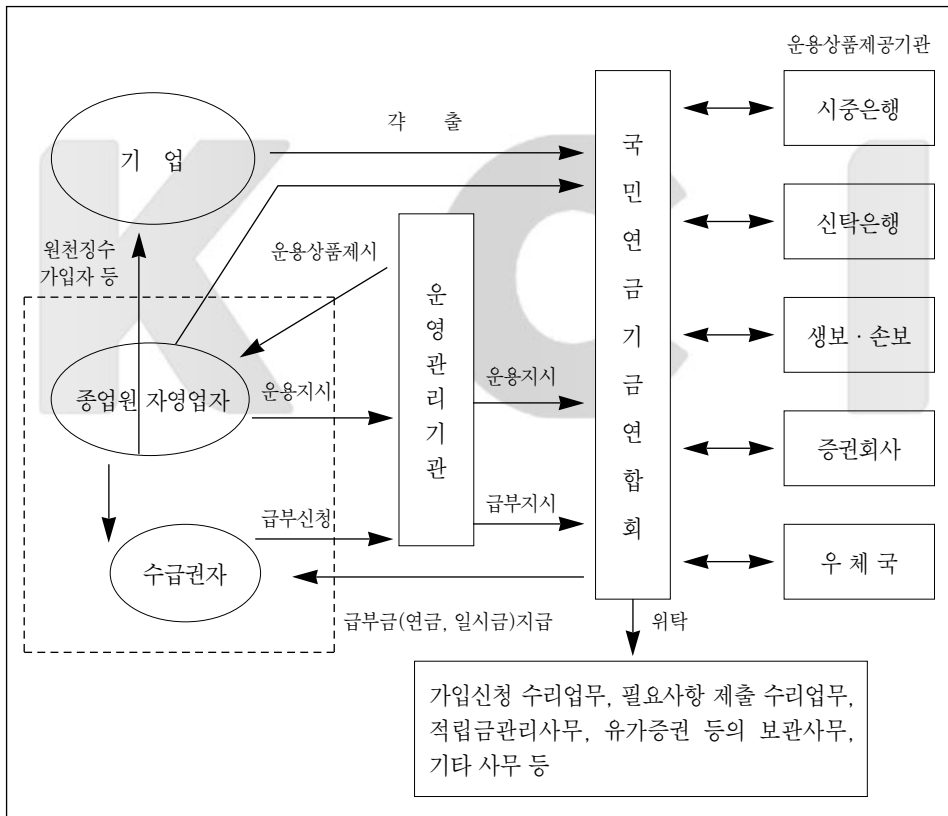 운용상품제공기관
시중은행
각 출
기 업
국민연금기금연합회
신탁은행
원천징수
가입자 등
운용상품제시
운영관리기관
생보 · 손보
종업원 자영업자
운용지시
운용지시
증권회사
급부신청
급부지시
수급권자
우 체 국
급부금(연금, 일시금)지급
위탁
가입신청 수리업무, 필요사항 제출 수리업무,
적립금관리사무, 유가증권 등의 보관사무,
기타 사무 등
KCI